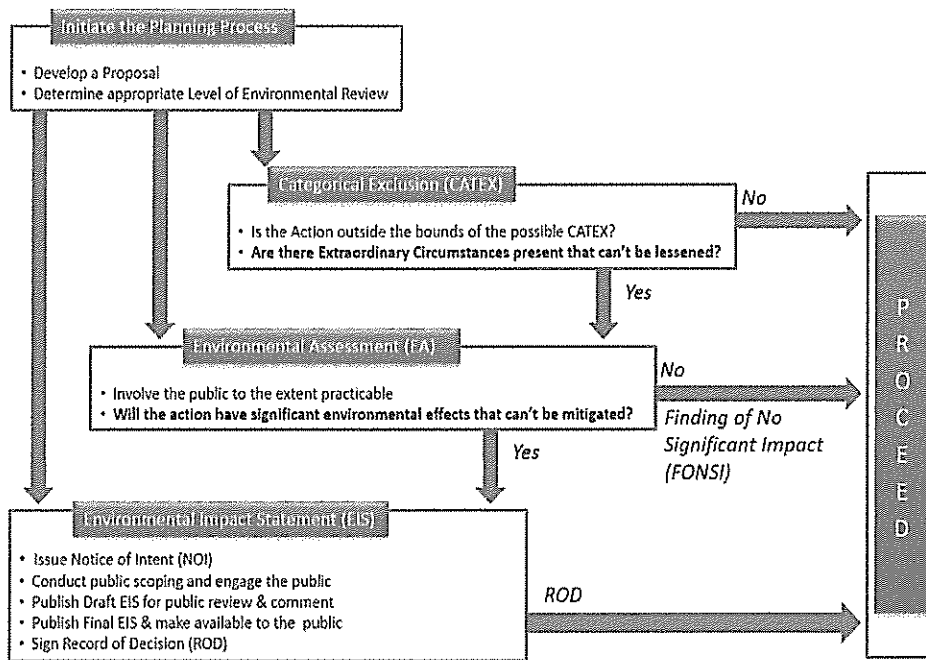 Initiate the Planning Process
• Develop a Proposal
• Determine appropriate Level of Environmental Review
Categorical Exclusion (CATEX)
• Is the Action outside the bounds of the possible CATEX?
• Are there Extraordinary Circumstances present that can't be lessened?
No
Yes
Environmental Assessment (EA)
• Involve the public to the extent practicable
• Will the action have significant environmental effects that can't be mitigated?
No
Finding of No
Significant Impact
(FONSI)
Yes
Environmental Impact Statement (EIS)
• Issue Notice of Intent (NOI)
• Conduct public scoping and engage the public
• Publish Draft EIS for public review & comment
• Publish Final EIS & make available to the public
• Sign Record of Decision (ROD)
ROD
PROCEED